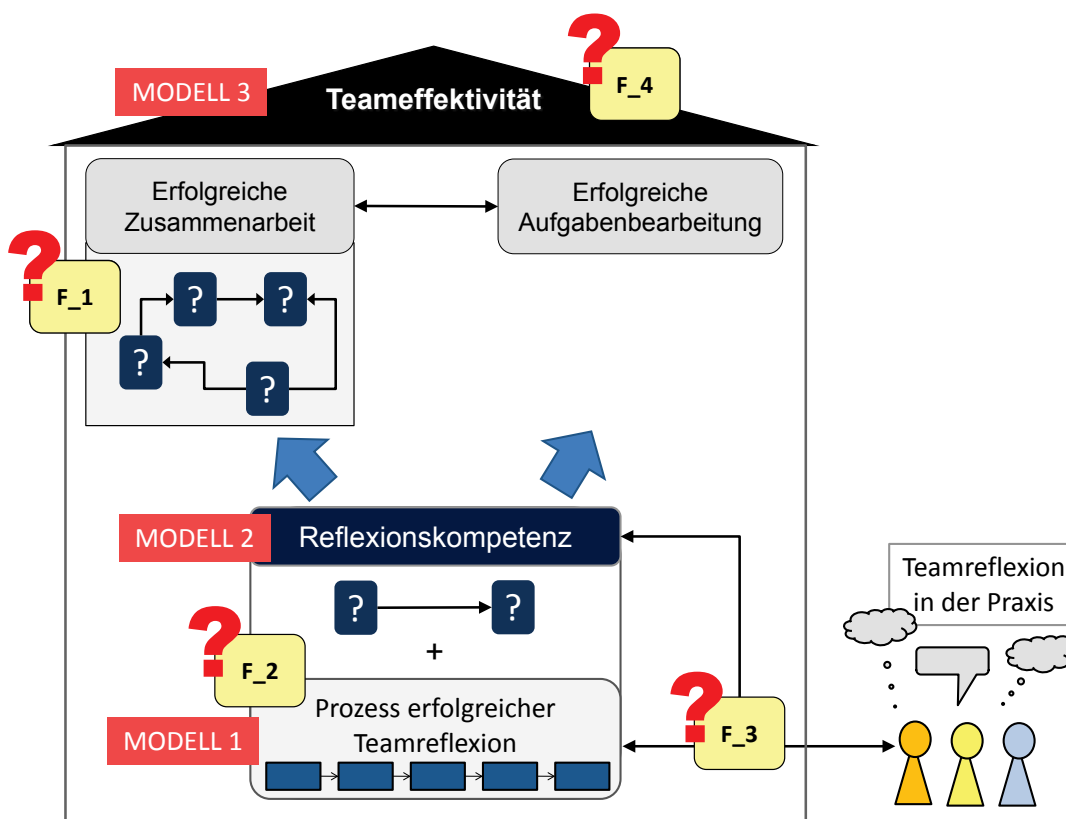 MODELL 3
Teameffektivität
?
F_4
Erfolgreiche
Zusammenarbeit
Erfolgreiche
Aufgabenbearbeitung
?
F_1
?
?
?
?
MODELL 2
Reflexionskompetenz
?
?
+
?
F_2
Prozess erfolgreicher
Teamreflexion
MODELL 1
?
F_3
Teamreflexion
in der Praxis